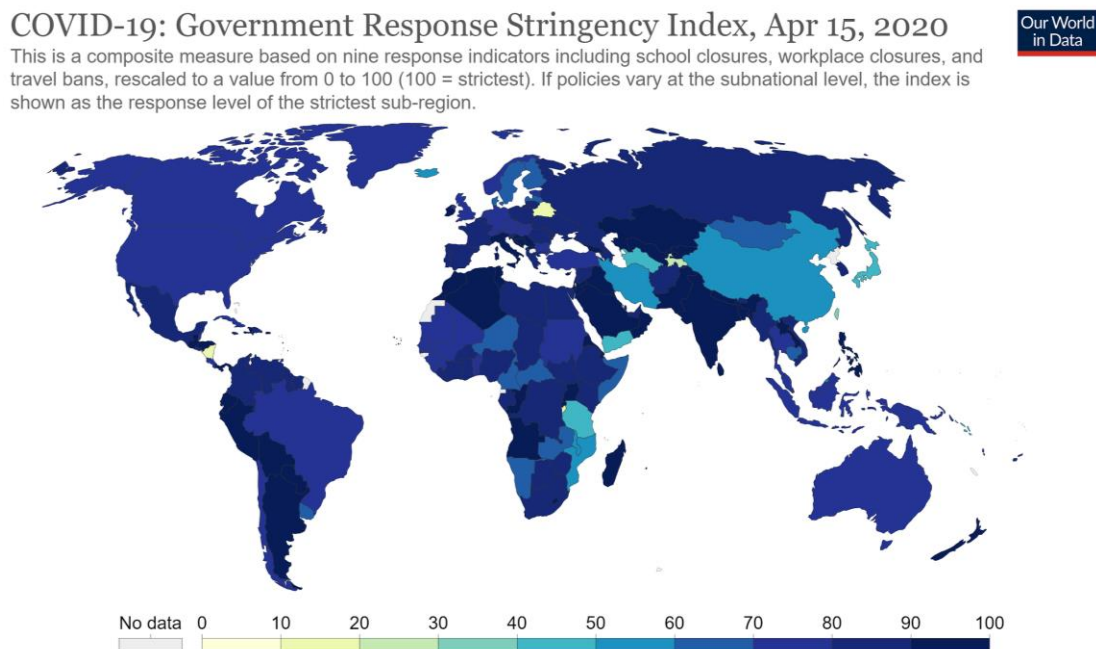 COVID-19: Government Response Stringency Index, Apr 15, 2020
Our World
in Data
This is a composite measure based on nine response indicators including school closures, workplace closures, and
travel bans, rescaled to a value from 0 to 100 (100 = strictest). If policies vary at the subnational level, the index is
shown as the response level of the strictest sub-region.
No data 0 10 20 30 40 50 60 70 80 90 100